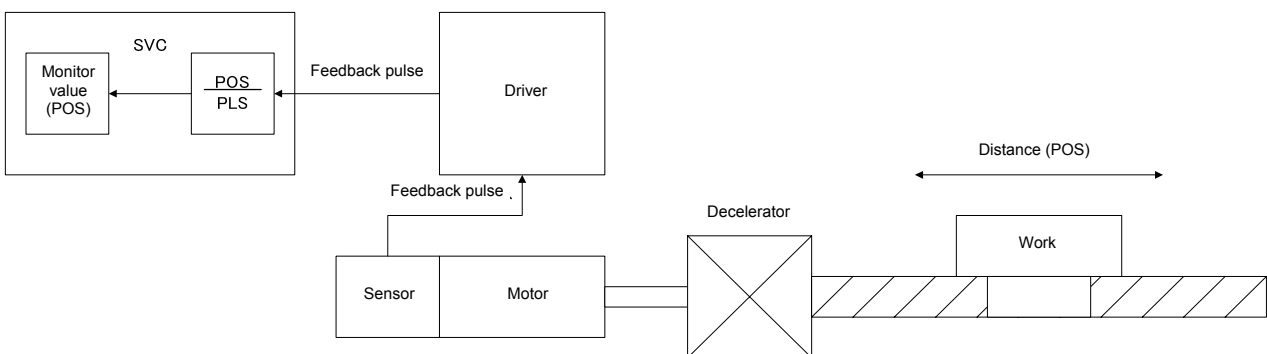 SVC
Monitor
value
(POS)
POS
PLS
Feedback pulse
Driver
Feedback pulse
Distance (POS)
Decelerator
Work
Sensor
Motor